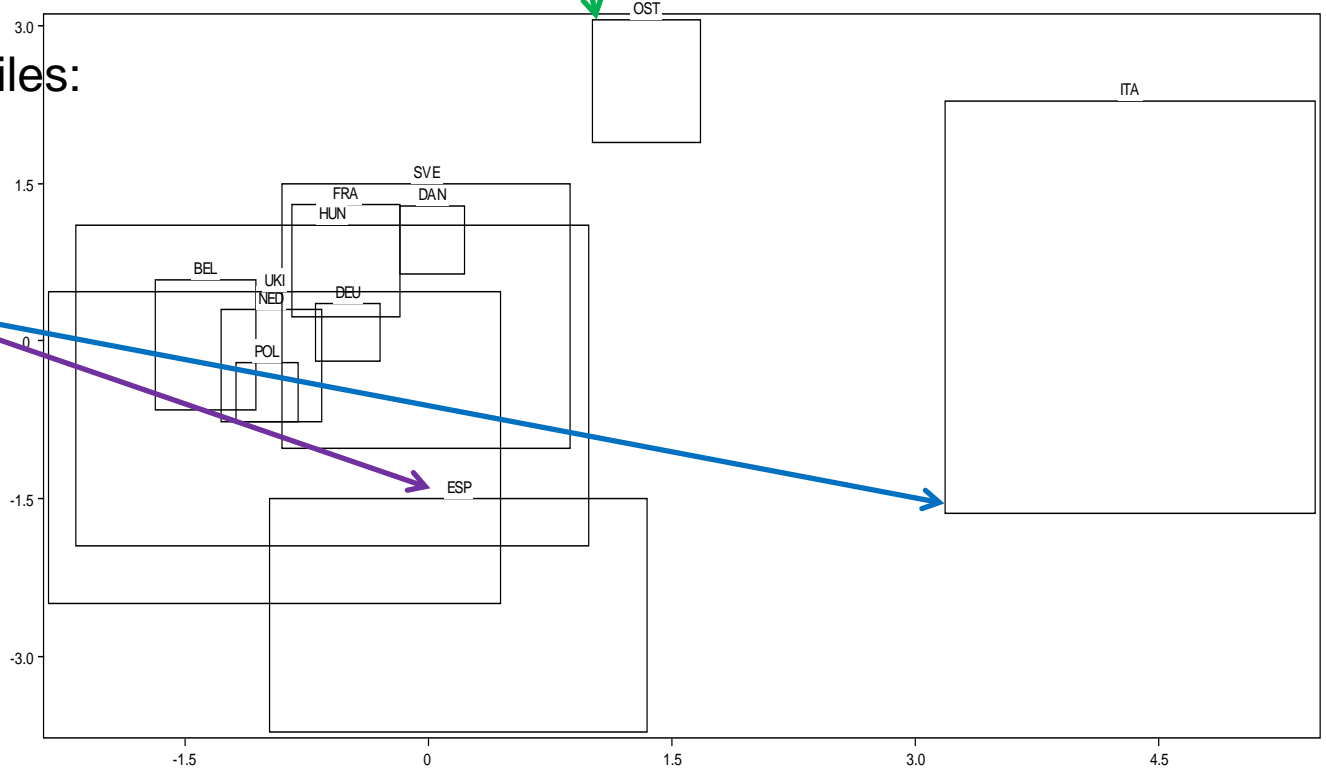 OST
3.0
iles:
ITA
SVE
1.5
FRA
DAN
HUN
BEL
UKI
DEU
NED
0
POL
ESP
-1.5
-3.0
-1.5 0 1.5 3.0 4.5